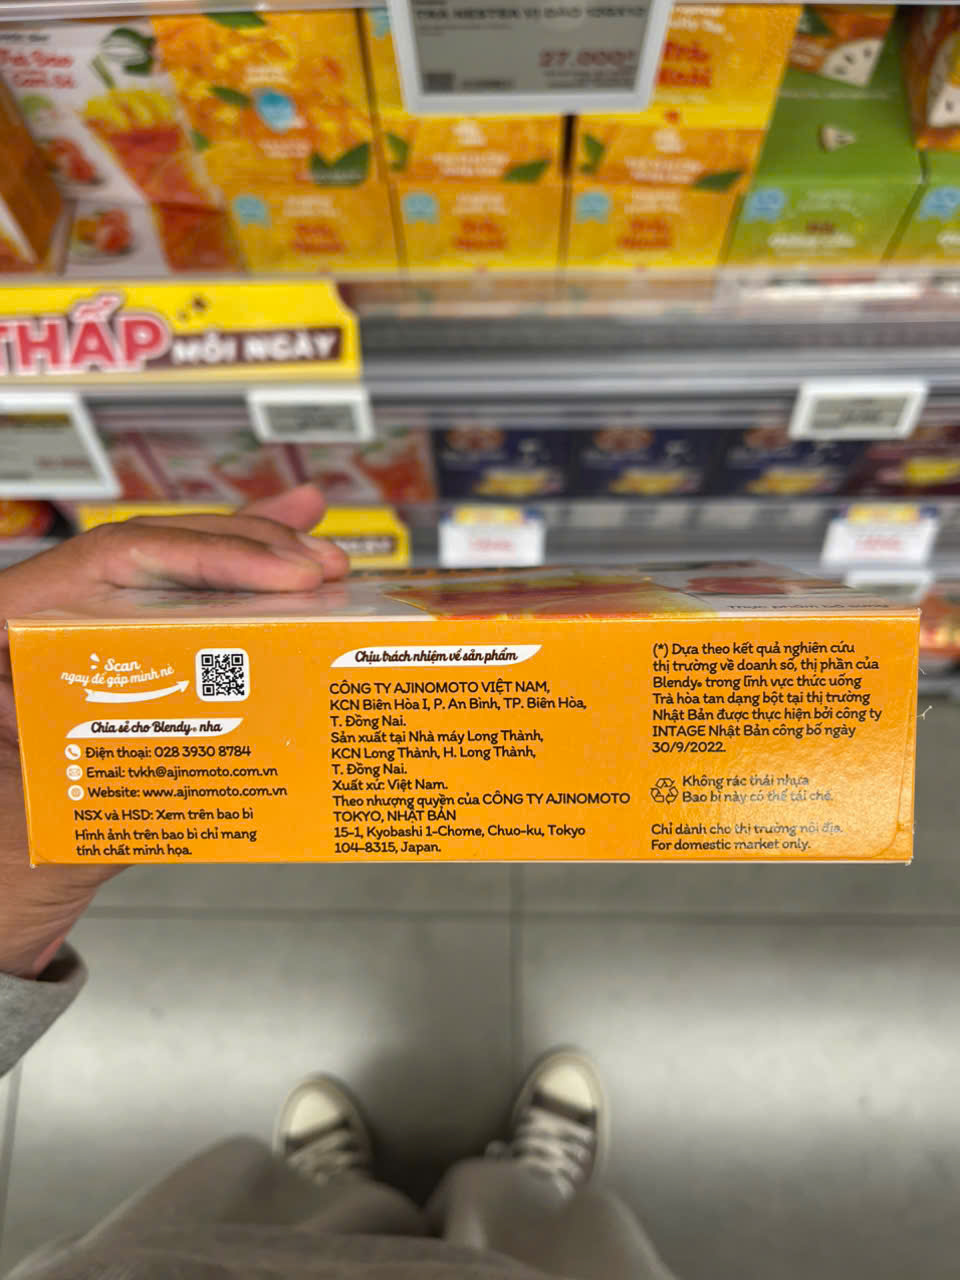 27.000
THẤP
MỖI NGÀY
Scan
ngay để gặp mình nè
Chia sẻ cho Blendy® nha
Điện thoại: 028 3930 8784
Email: tvkh@ajinomoto.com.vn
Website: www.ajinomoto.com.vn
NSX và HSD: Xem trên bao bì
Hình ảnh trên bao bì chỉ mang
tính chất minh họa.
Chịu trách nhiệm về sản phẩm
CÔNG TY AJINOMOTO VIỆT NAM,
KCN Biên Hòa I, P. An Bình, TP. Biên Hòa,
T. Đồng Nai.
Sản xuất tại Nhà máy Long Thành,
KCN Long Thành, H. Long Thành,
T. Đồng Nai.
Xuất xứ: Việt Nam.
Theo nhượng quyền của CÔNG TY AJINOMOTO
TOKYO, NHẬT BẢN
15-1, Kyobashi 1-Chome, Chuo-ku, Tokyo
104-8315, Japan.
(*) Dựa theo kết quả nghiên cứu
thị trường về doanh số, thị phần của
Blendy® trong lĩnh vực thức uống
Trà hòa tan dạng bột tại thị trường
Nhật Bản được thực hiện bởi công ty
INTAGE Nhật Bản công bố ngày
30/9/2022.
Không rác thải nhựa
Bao bì này có thể tái chế.
Chỉ dành cho thị trường nội địa.
For domestic market only.